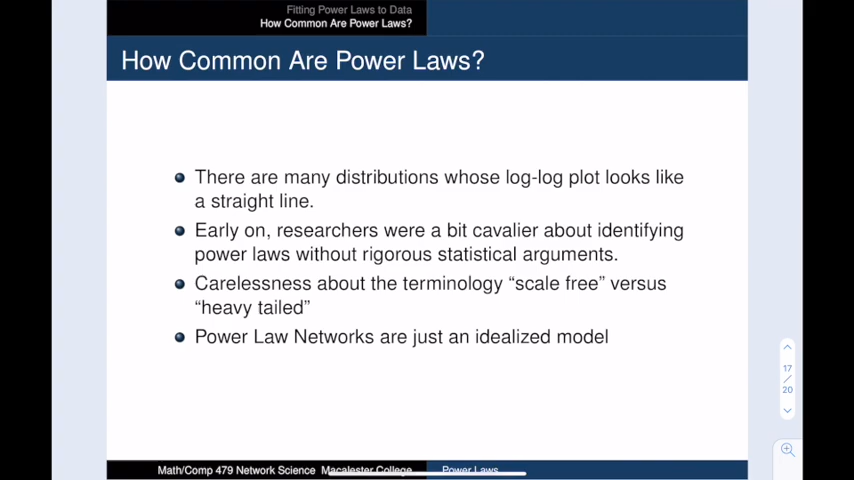 Fitting Power Laws to Data
How Common Are Power Laws?
How Common Are Power Laws?
There are many distributions whose log-log plot looks like
a straight line.
Early on, researchers were a bit cavalier about identifying
power laws without rigorous statistical arguments.
Carelessness about the terminology “scale free” versus
“heavy tailed”
Power Law Networks are just an idealized model
17
/
20
Math/Comp 479 Network Science Macalester College
Power Laws